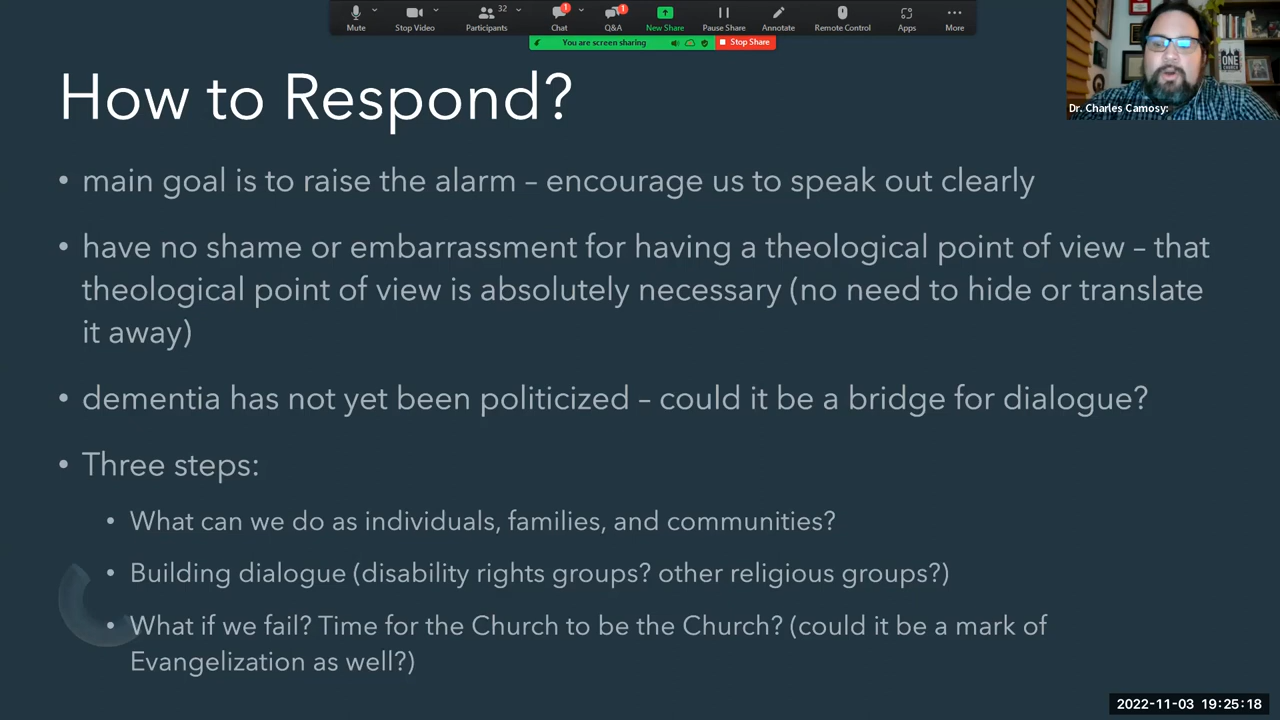 Mute
Stop Video
Participants
32
Chat
1
Q&A
1
New Share
Pause Share
Annotate
Remote Control
Apps
More
You are screen sharing
Stop Share
ONE
Dr. Charles Camosy:
How to Respond?
• main goal is to raise the alarm – encourage us to speak out clearly
• have no shame or embarrassment for having a theological point of view – that
theological point of view is absolutely necessary (no need to hide or translate
it away)
• dementia has not yet been politicized – could it be a bridge for dialogue?
• Three steps:
• What can we do as individuals, families, and communities?
• Building dialogue (disability rights groups? other religious groups?)
• What if we fail? Time for the Church to be the Church? (could it be a mark of
Evangelization as well?)
2022-11-03 19:25:18